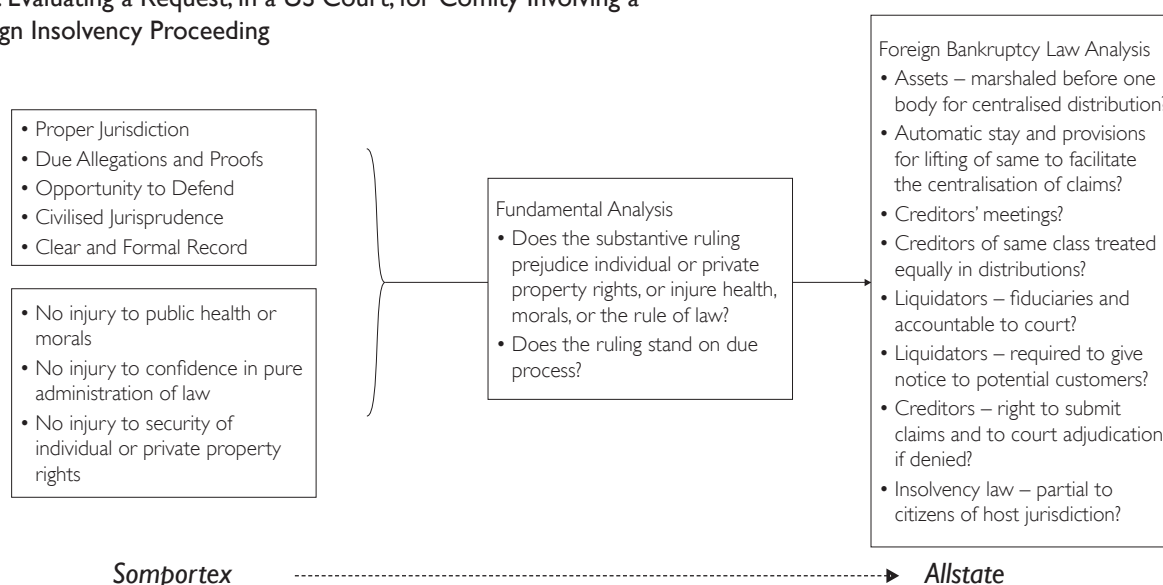 Evaluating a Request, in a US Court, for Comity Involving a
gn Insolvency Proceeding
• Proper Jurisdiction
• Due Allegations and Proofs
• Opportunity to Defend
• Civilised Jurisprudence
• Clear and Formal Record
• No injury to public health or
morals
• No injury to confidence in pure
administration of law
• No injury to security of
individual or private property
rights
Fundamental Analysis
• Does the substantive ruling
prejudice individual or private
property rights, or injure health,
morals, or the rule of law?
• Does the ruling stand on due
process?
Foreign Bankruptcy Law Analysis
• Assets – marshaled before one
body for centralised distribution?
• Automatic stay and provisions
for lifting of same to facilitate
the centralisation of claims?
• Creditors' meetings?
• Creditors of same class treated
equally in distributions?
• Liquidators – fiduciaries and
accountable to court?
• Liquidators – required to give
notice to potential customers?
• Creditors – right to submit
claims and to court adjudication
if denied?
• Insolvency law – partial to
citizens of host jurisdiction?
Somportex
Allstate